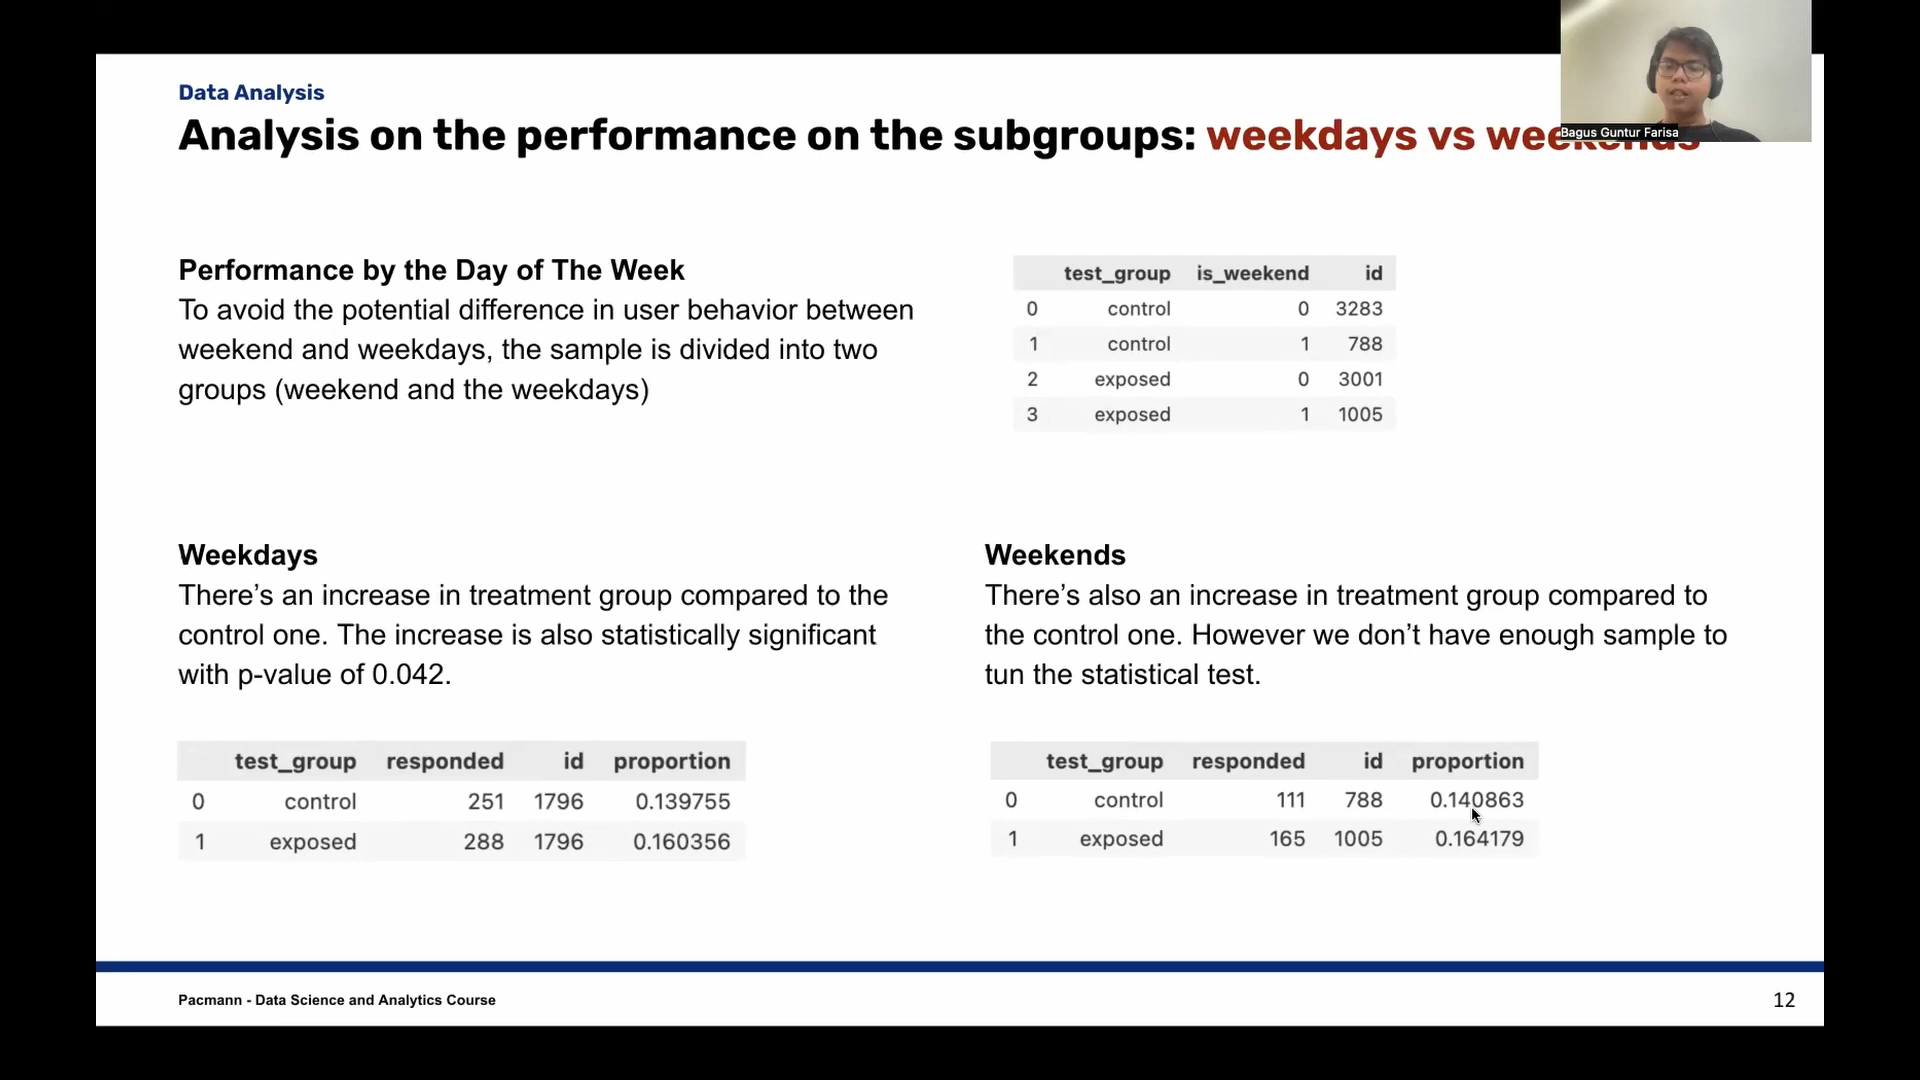 Data Analysis
Analysis on the performance on the subgroups: weekdays vs weekends
Bagus Guntur Farisa
Performance by the Day of The Week
To avoid the potential difference in user behavior between
weekend and weekdays, the sample is divided into two
groups (weekend and the weekdays)
test_group is_weekend id
0 control 0 3283
1 control 1 788
2 exposed 0 3001
3 exposed 1 1005
Weekdays
There’s an increase in treatment group compared to the
control one. The increase is also statistically significant
with p-value of 0.042.
test_group responded id proportion
0 control 251 1796 0.139755
1 exposed 288 1796 0.160356
Weekends
There’s also an increase in treatment group compared to
the control one. However we don’t have enough sample to
tun the statistical test.
test_group responded id proportion
0 control 111 788 0.140863
1 exposed 165 1005 0.164179
Pacmann - Data Science and Analytics Course
12